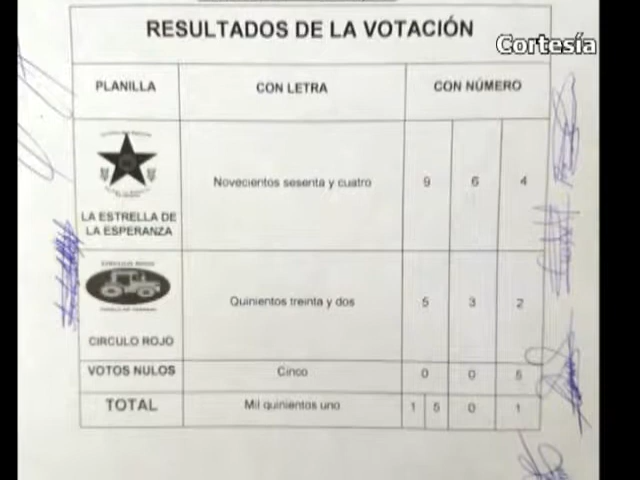 RESULTADOS DE LA VOTACIÓN
Cortesía
PLANILLA CON LETRA CON NÚMERO
Novecientos sesenta y cuatro 9 6 4
LA ESTRELLA DE
LA ESPERANZA
Quinientos treinta y dos 5 3 2
CIRCULO ROJO
VOTOS NULOS Cinco 0 0 5
TOTAL Mil quinientos uno 1 5 0 1